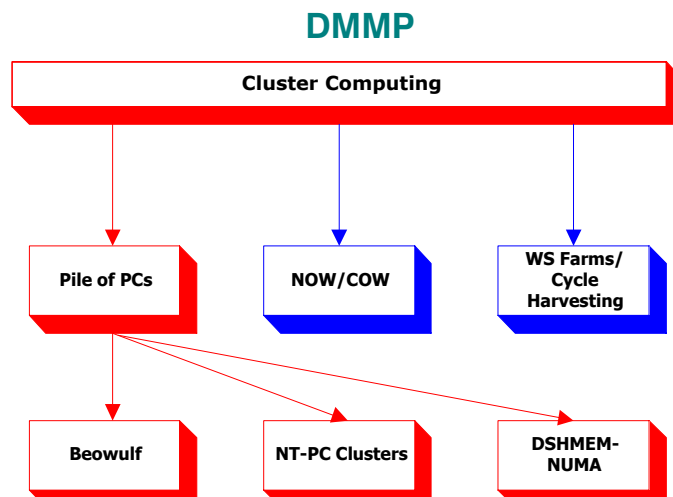 DMMP
Cluster Computing
Pile of PCs
NOW/COW
WS Farms/
Cycle
Harvesting
Beowulf
NT-PC Clusters
DSHMEM-
NUMA